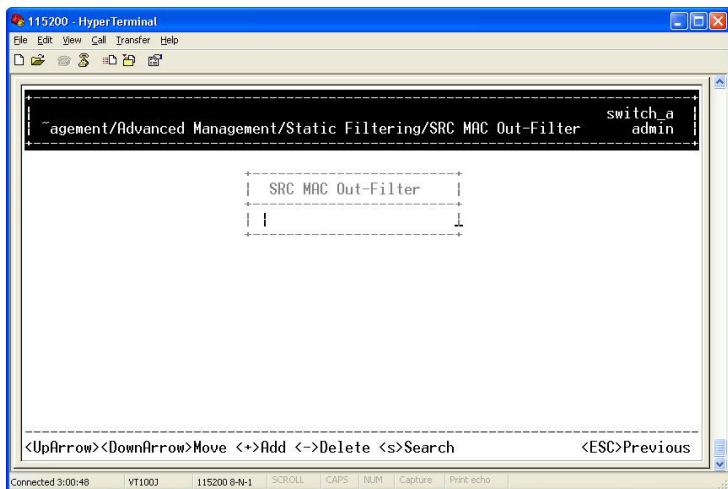 115200 - HyperTerminal
File Edit View Call Transfer Help
switch_a
~agement/Advanced Management/Static Filtering/SRC MAC Out-Filter admin
SRC MAC Out-Filter
<UpArrow><DownArrow>Move <+>Add <->Delete <s>Search <ESC>Previous
Connected 3:00:48 VT100J 115200 8-N-1 SCROLL CAPS NUM Capture Print echo